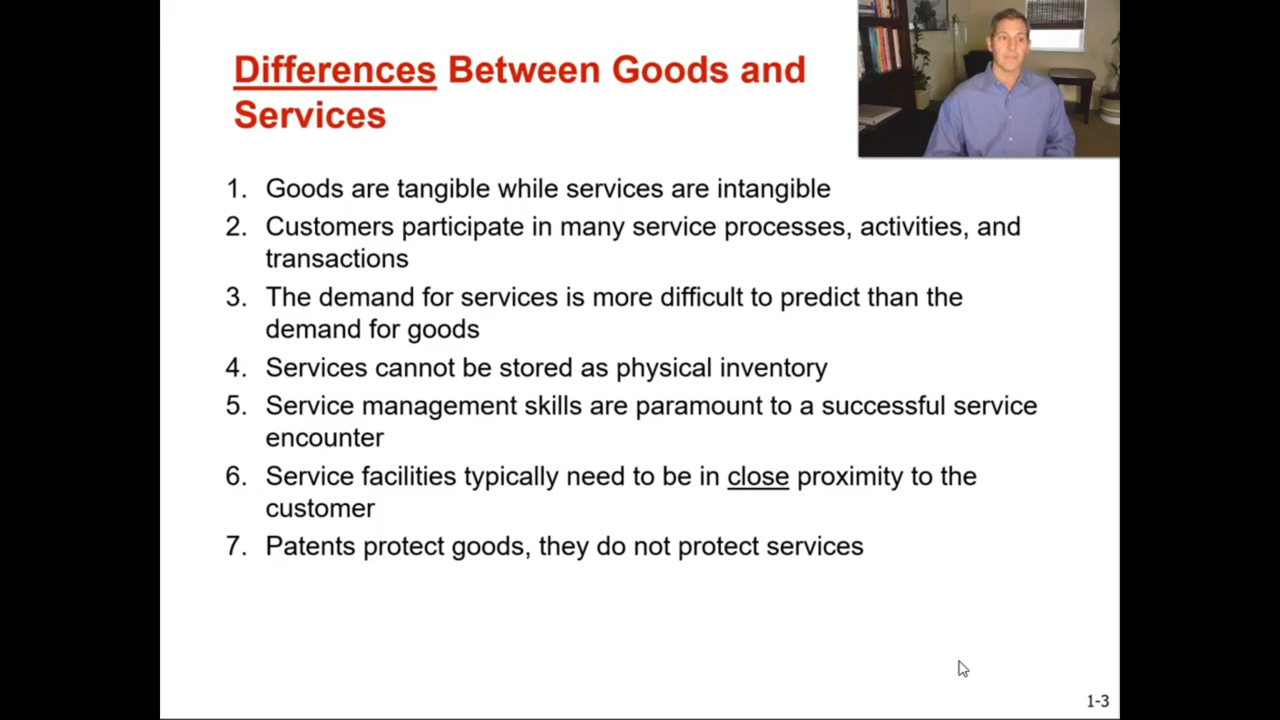 Differences Between Goods and
Services
1. Goods are tangible while services are intangible
2. Customers participate in many service processes, activities, and
transactions
3. The demand for services is more difficult to predict than the
demand for goods
4. Services cannot be stored as physical inventory
5. Service management skills are paramount to a successful service
encounter
6. Service facilities typically need to be in close proximity to the
customer
7. Patents protect goods, they do not protect services
1-3